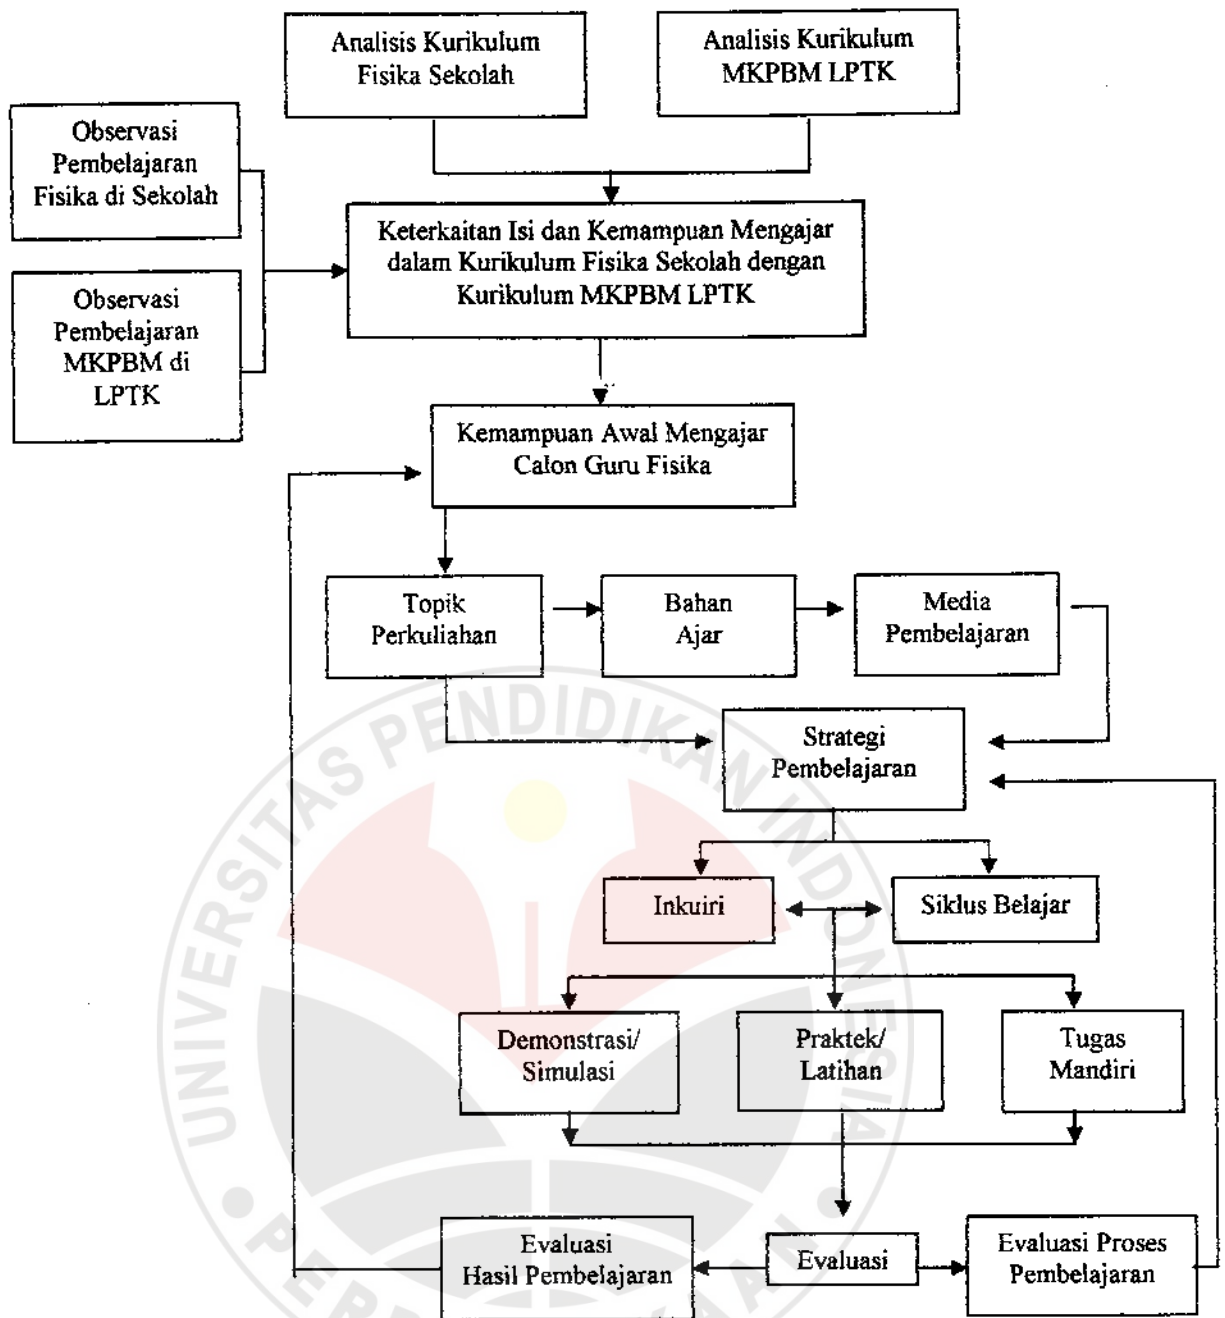 Analisis Kurikulum
Fisika Sekolah
Analisis Kurikulum
MKPBM LPTK
Observasi
Pembelajaran
Fisika di Sekolah
Keterkaitan Isi dan Kemampuan Mengajar
dalam Kurikulum Fisika Sekolah dengan
Kurikulum MKPBM LPTK
Observasi
Pembelajaran
MKPBM di
LPTK
Kemampuan Awal Mengajar
Calon Guru Fisika
Topik
Perkuliahan
Bahan
Ajar
Media
Pembelajaran
Strategi
Pembelajaran
Inkuiri
Siklus Belajar
Demonstrasi/
Simulasi
Praktek/
Latihan
Tugas
Mandiri
Evaluasi
Hasil Pembelajaran
Evaluasi
Evaluasi Proses
Pembelajaran
UNIVERSITAS PENDIDIKAN INDONESIA